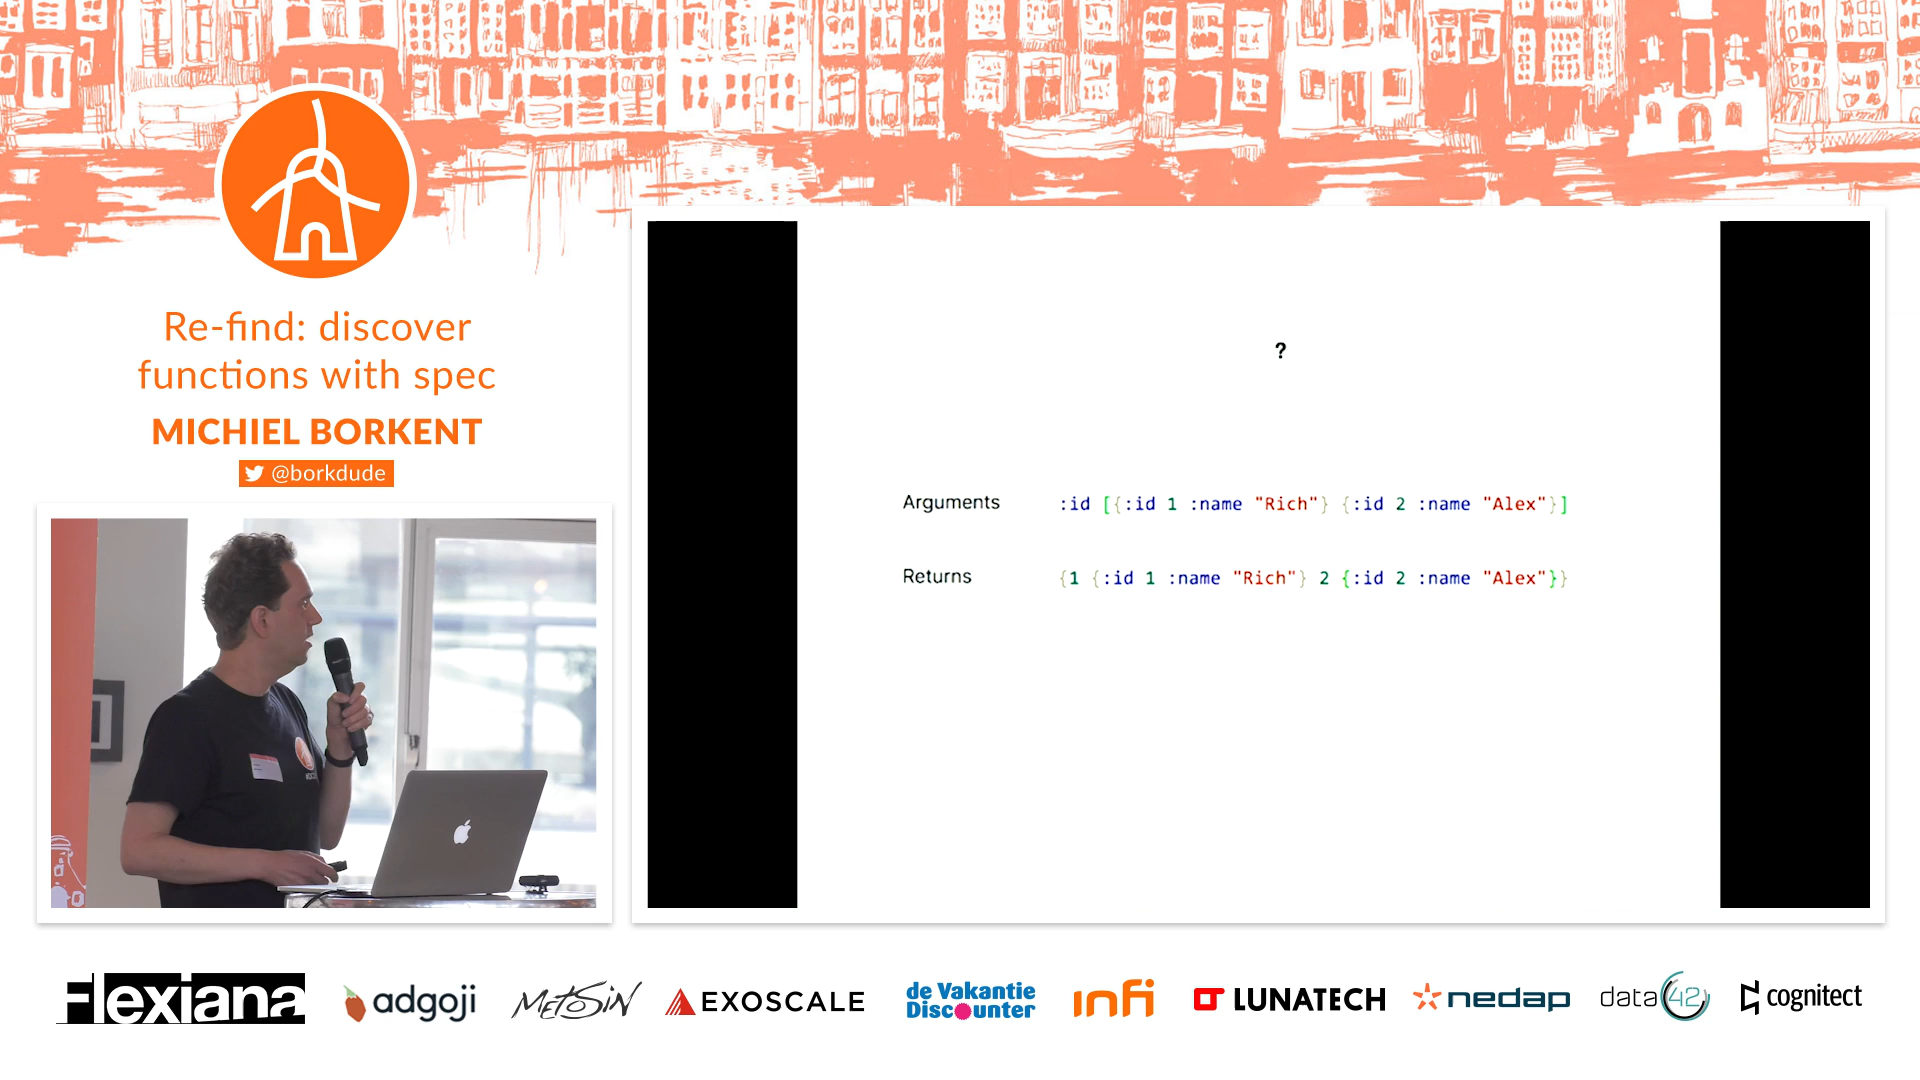 Re-find: discover
functions with spec
MICHIEL BORKENT
@borkdude
?
Arguments :id [{:id 1 :name "Rich"} {:id 2 :name "Alex"}]
Returns {1 {:id 1 :name "Rich"} 2 {:id 2 :name "Alex"}}
Flexiana
adgoji
METOSIN
EXOSCALE
de Vakantie
Discounter
infi
LUNATECH
nedap
data42
cognitect